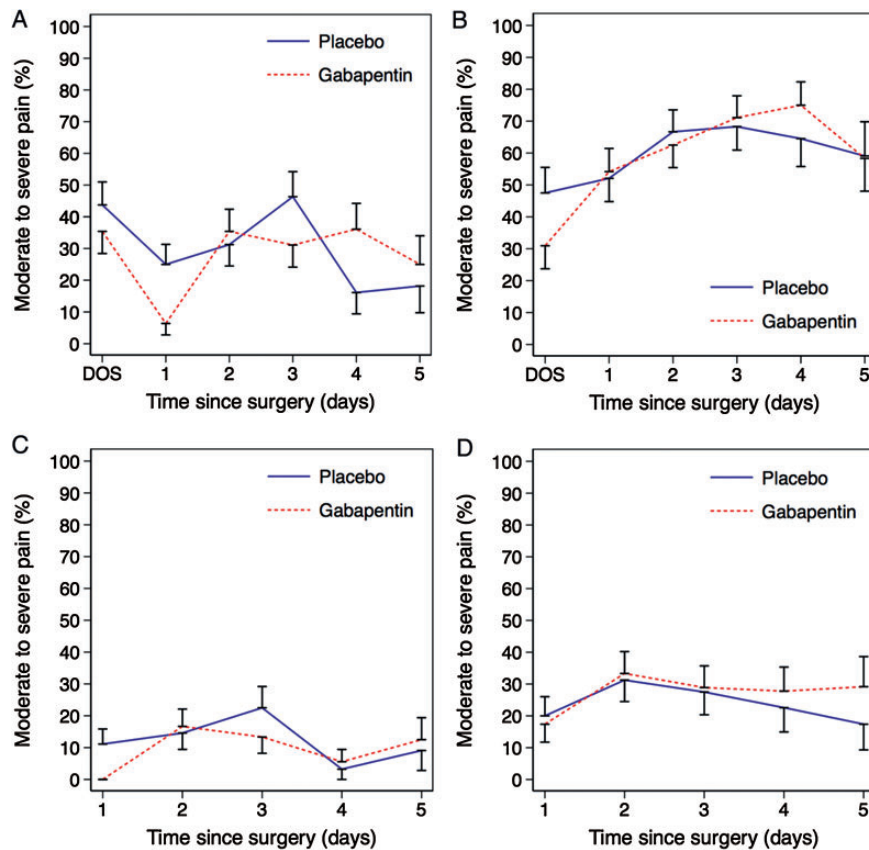 A
Moderate to severe pain (%)
100
90
80
70
60
50
40
30
20
10
0
Placebo
Gabapentin
DOS
1
2
3
4
5
Time since surgery (days)
B
Moderate to severe pain (%)
100
90
80
70
60
50
40
30
20
10
0
Placebo
Gabapentin
DOS
1
2
3
4
5
Time since surgery (days)
C
Moderate to severe pain (%)
100
90
80
70
60
50
40
30
20
10
0
Placebo
Gabapentin
1
2
3
4
5
Time since surgery (days)
D
Moderate to severe pain (%)
100
90
80
70
60
50
40
30
20
10
0
Placebo
Gabapentin
1
2
3
4
5
Time since surgery (days)